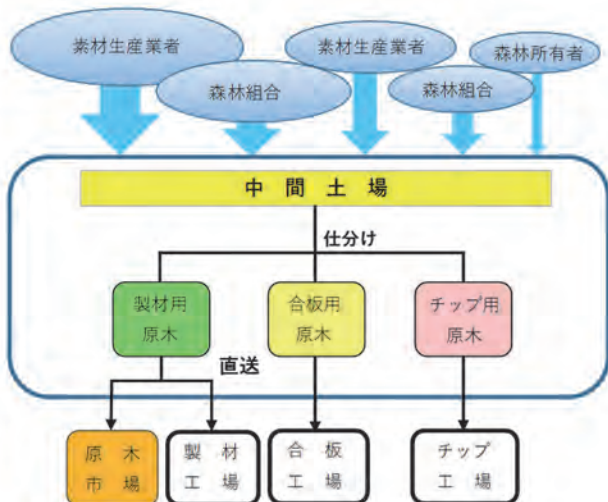 素材生産業者
素材生産業者
森林所有者
森林組合
森林組合
中間土場
仕分け
製材用
原木
合板用
原木
チップ用
原木
直送
原木
市場
製材
工場
合板
工場
チップ
工場